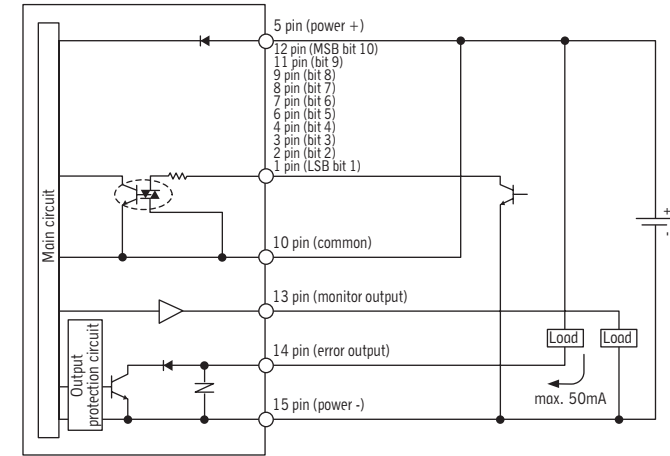 5 pin (power +)
12 pin (MSB bit 10)
11 pin (bit 9)
9 pin (bit 8)
8 pin (bit 7)
7 pin (bit 6)
6 pin (bit 5)
4 pin (bit 4)
3 pin (bit 3)
2 pin (bit 2)
1 pin (LSB bit 1)
Main circuit
+
-
10 pin (common)
13 pin (monitor output)
Output
protection circuit
14 pin (error output)
Load
Load
max. 50mA
15 pin (power -)